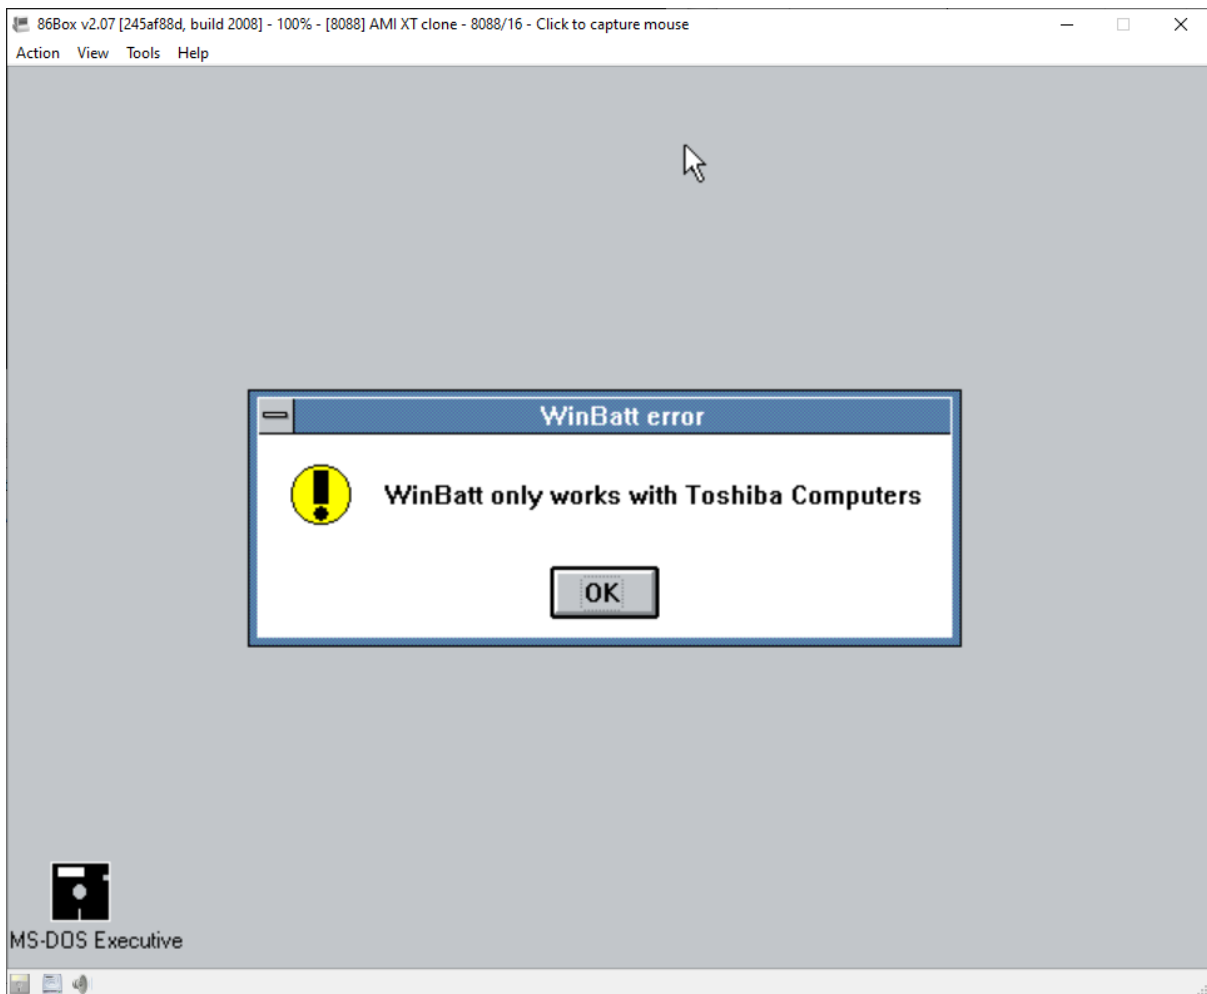 86Box v2.07 [245af88d, build 2008] - 100% - [8088] AMI XT clone - 8088/16 - Click to capture mouse
Action View Tools Help
WinBatt error
WinBatt only works with Toshiba Computers
OK
MS-DOS Executive